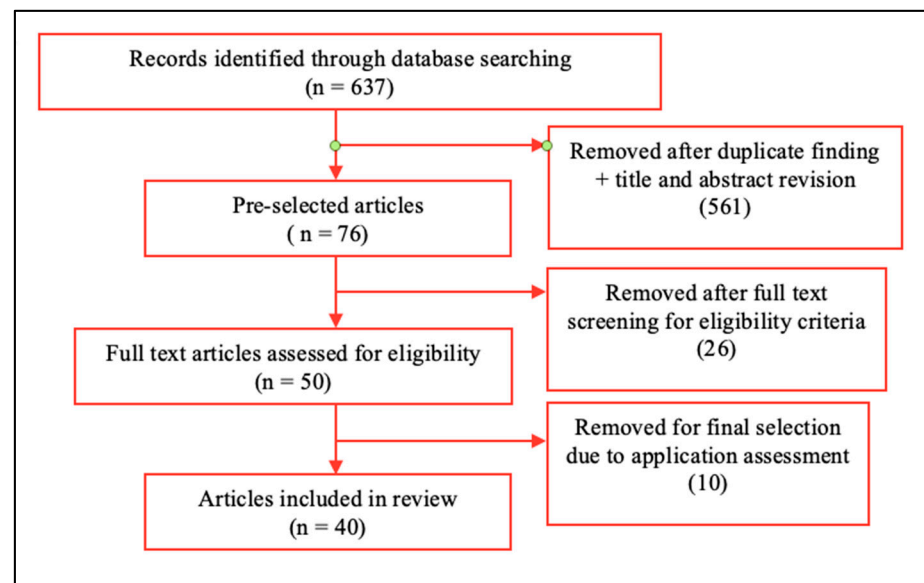 Records identified through database searching
(n = 637)
Removed after duplicate finding
+ title and abstract revision
(561)
Pre-selected articles
( n = 76)
Removed after full text
screening for eligibility criteria
(26)
Full text articles assessed for eligibility
(n = 50)
Removed for final selection
due to application assessment
(10)
Articles included in review
(n = 40)